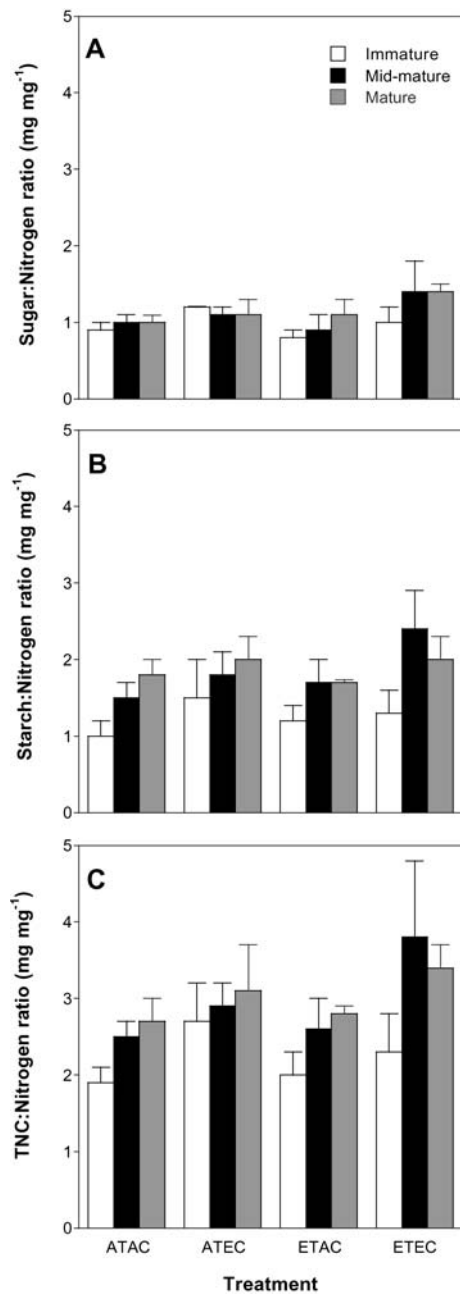 A
Immature
Mid-mature
Mature
Sugar:Nitrogen ratio (mg mg⁻¹)
5
4
3
2
1
0
B
Starch:Nitrogen ratio (mg mg⁻¹)
5
4
3
2
1
0
C
TNC:Nitrogen ratio (mg mg⁻¹)
5
4
3
2
1
0
ATAC ATEC ETAC ETEC
Treatment